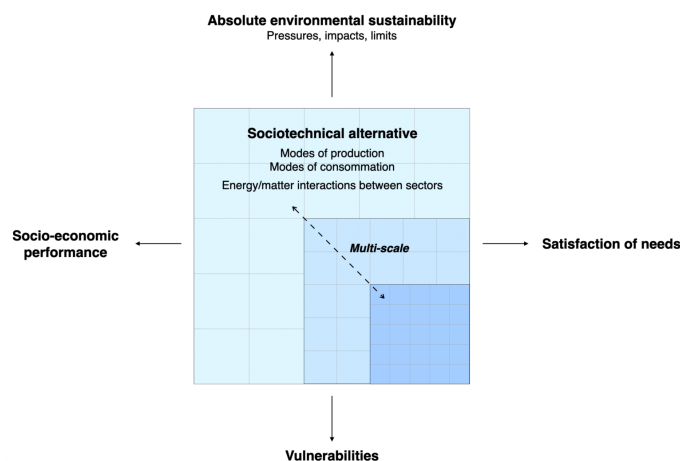 Absolute environmental sustainability
Pressures, impacts, limits
Sociotechnical alternative
Modes of production
Modes of consommation
Energy/matter interactions between sectors
Socio-economic
performance
Multi-scale
Satisfaction of needs
Vulnerabilities